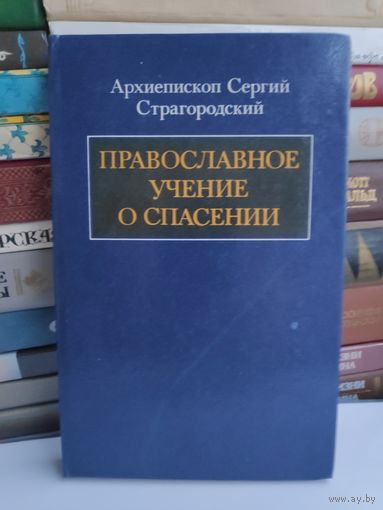 Архиепископ Сергий
Страгородский
ПРАВОСЛАВНОЕ
УЧЕНИЕ
О СПАСЕНИИ
www.ay.by